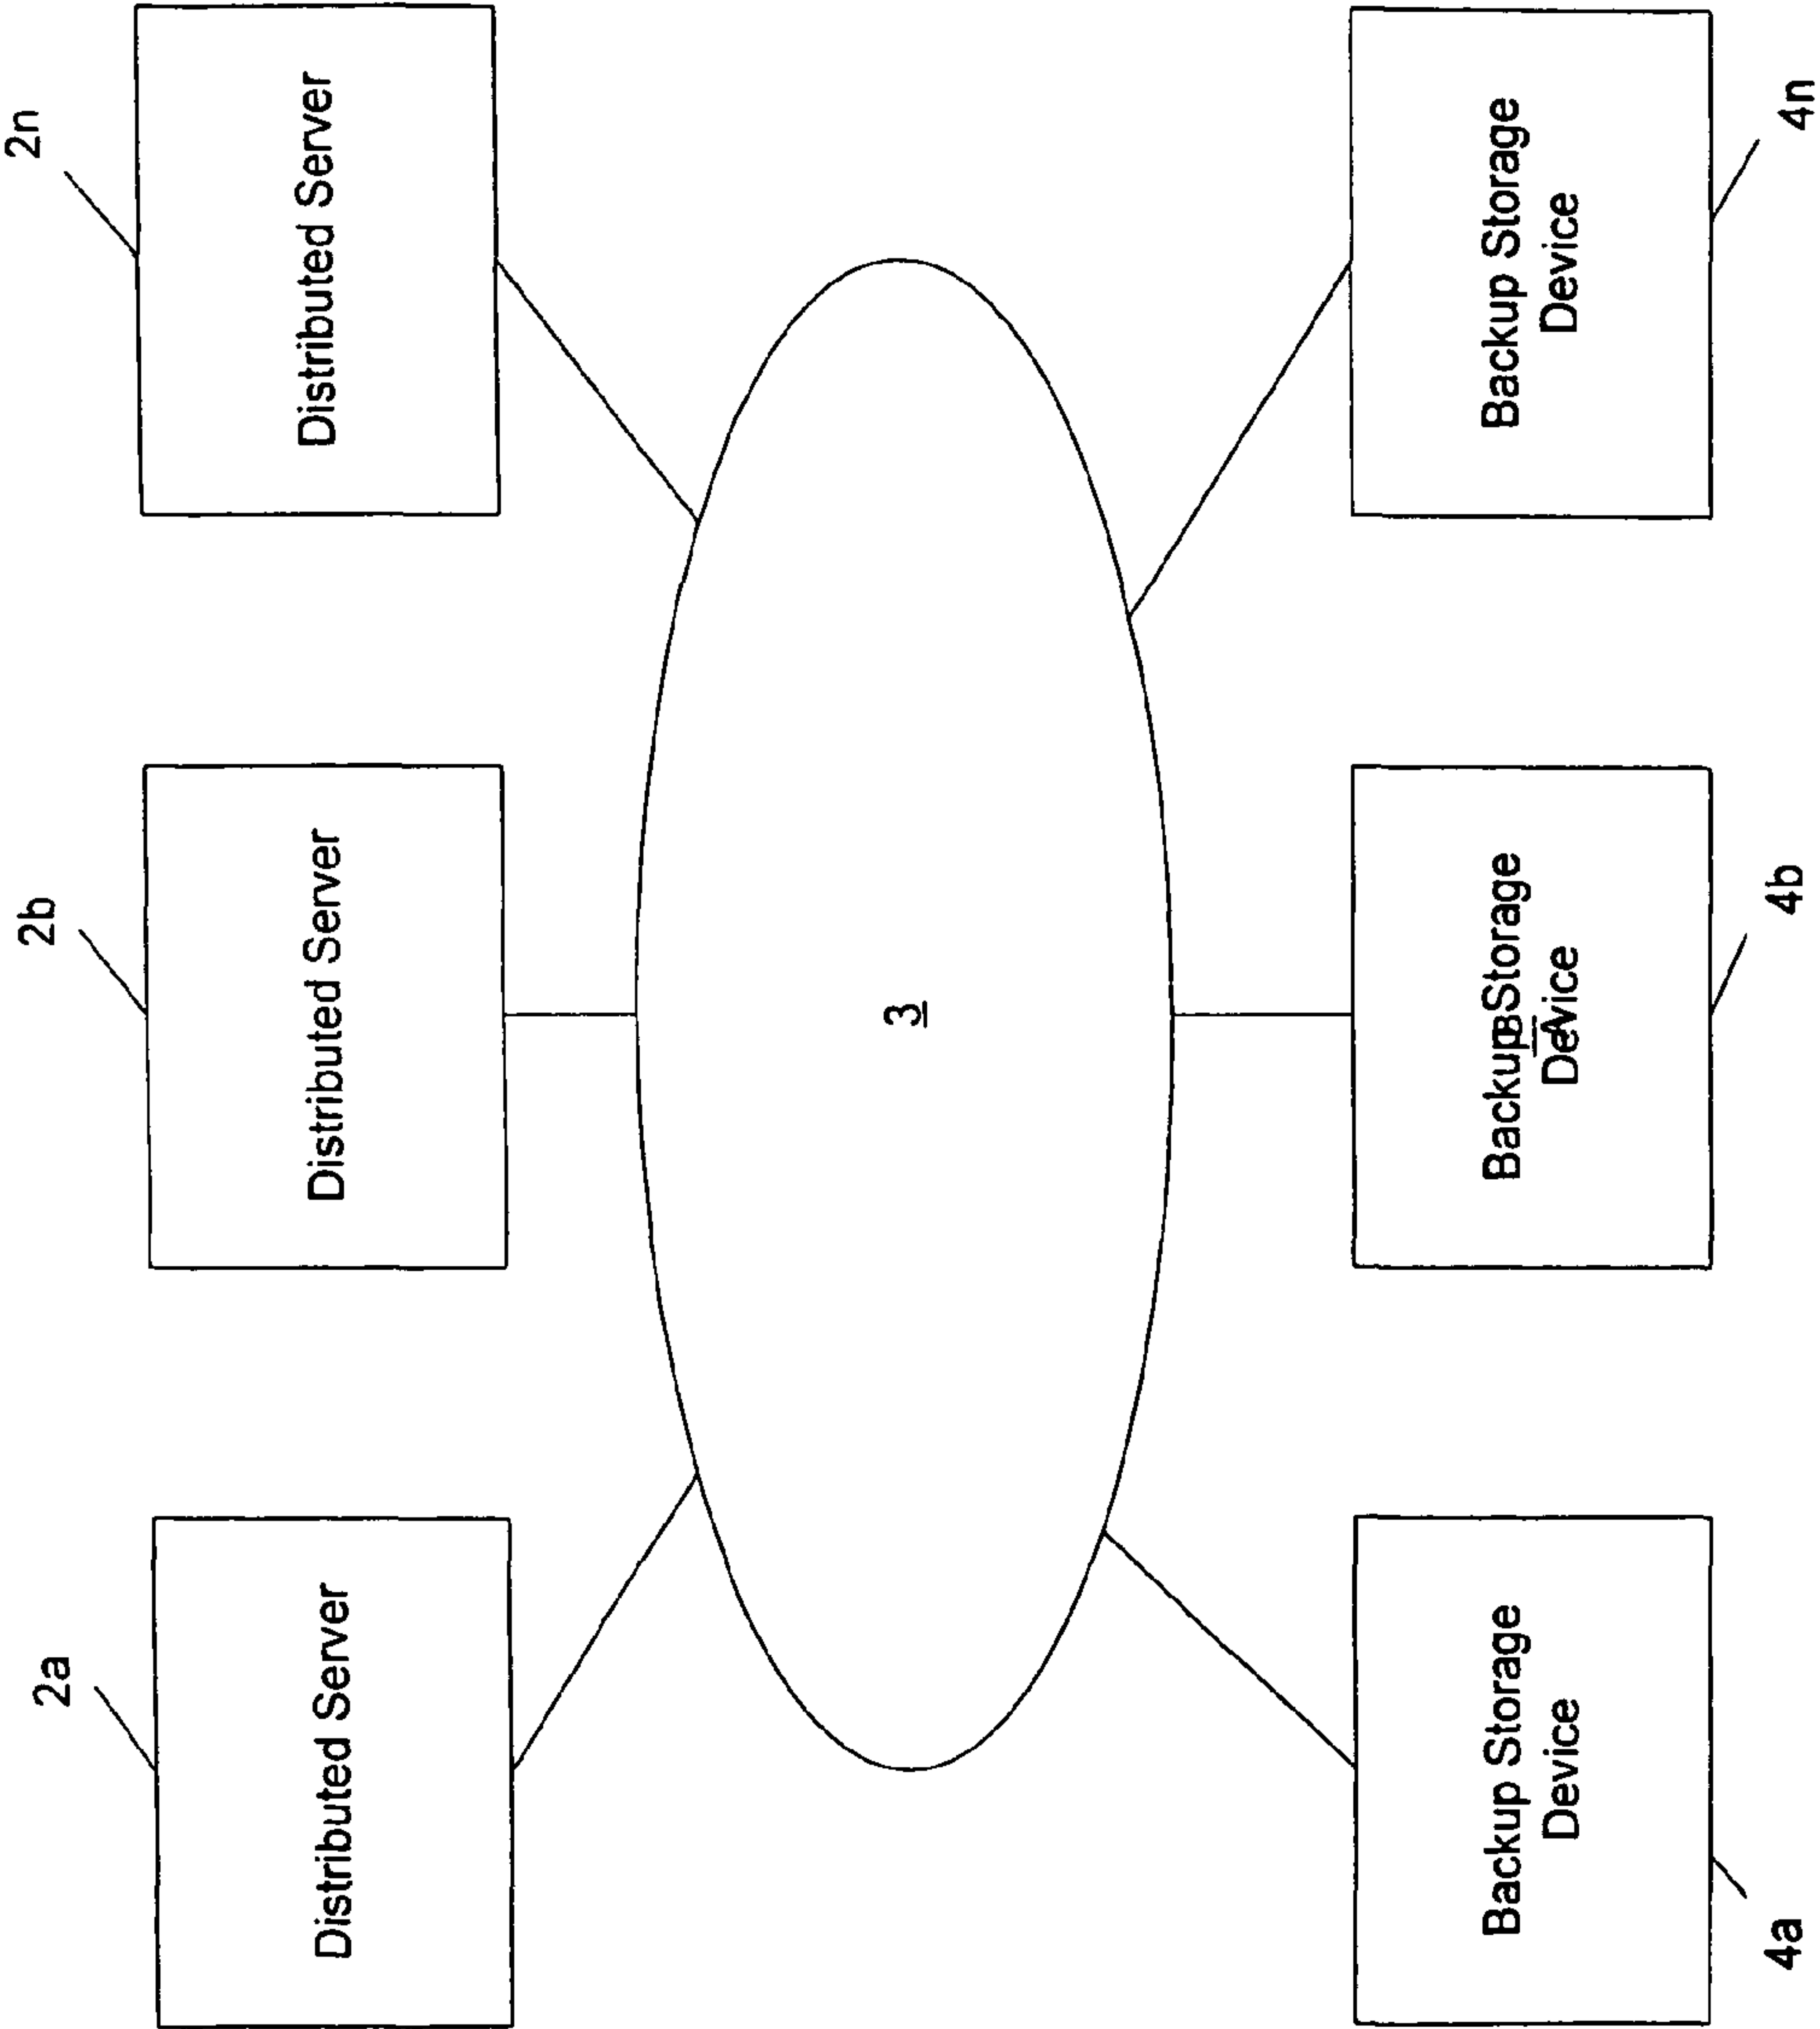 2a
2b
2n
Distributed Server
Distributed Server
Distributed Server
3
Backup Storage
Device
Backup Storage
Device
Backup Storage
Device
4a
4b
4n